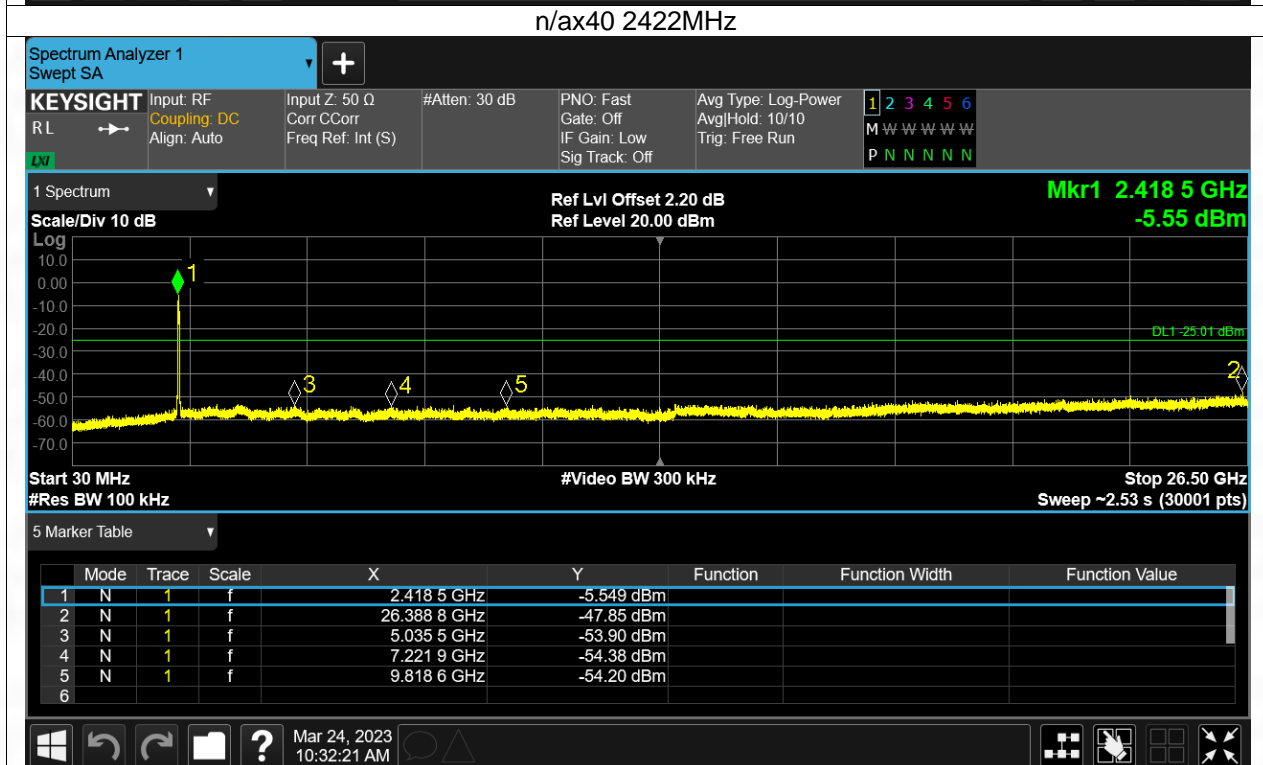 n/ax40 2422MHz
Spectrum Analyzer 1
Swept SA
+
KEYSIGHT Input: RF Input Z: 50 Ω #Atten: 30 dB PNO: Fast Avg Type: Log-Power 1 2 3 4 5 6
RL Coupling: DC Corr CCorr Gate: Off Avg|Hold: 10/10 M W W W W W
Align: Auto Freq Ref: Int (S) IF Gain: Low Trig: Free Run
LXI Sig Track: Off P N N N N N
1 Spectrum Ref Lvl Offset 2.20 dB Mkr1 2.418 5 GHz
Scale/Div 10 dB Ref Level 20.00 dBm -5.55 dBm
Log
10.0
1
0.00
-10.0
-20.0
DL1 -25.01 dBm
-30.0
-40.0
3 4 5 2
-50.0
-60.0
-70.0
Start 30 MHz #Video BW 300 kHz Stop 26.50 GHz
#Res BW 100 kHz Sweep ~2.53 s (30001 pts)
5 Marker Table
Mode Trace Scale X Y Function Function Width Function Value
1 N 1 f 2.418 5 GHz -5.549 dBm
2 N 1 f 26.388 8 GHz -47.85 dBm
3 N 1 f 5.035 5 GHz -53.90 dBm
4 N 1 f 7.221 9 GHz -54.38 dBm
5 N 1 f 9.818 6 GHz -54.20 dBm
6
? Mar 24, 2023
10:32:21 AM